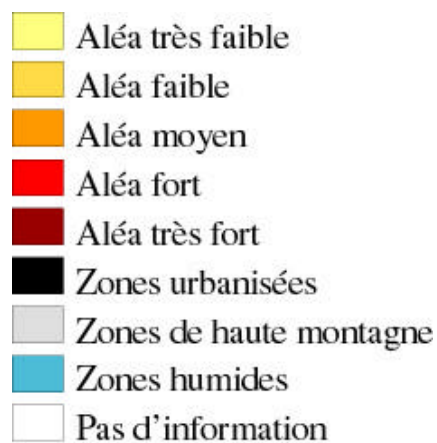 Aléa très faible
Aléa faible
Aléa moyen
Aléa fort
Aléa très fort
Zones urbanisées
Zones de haute montagne
Zones humides
Pas d'information